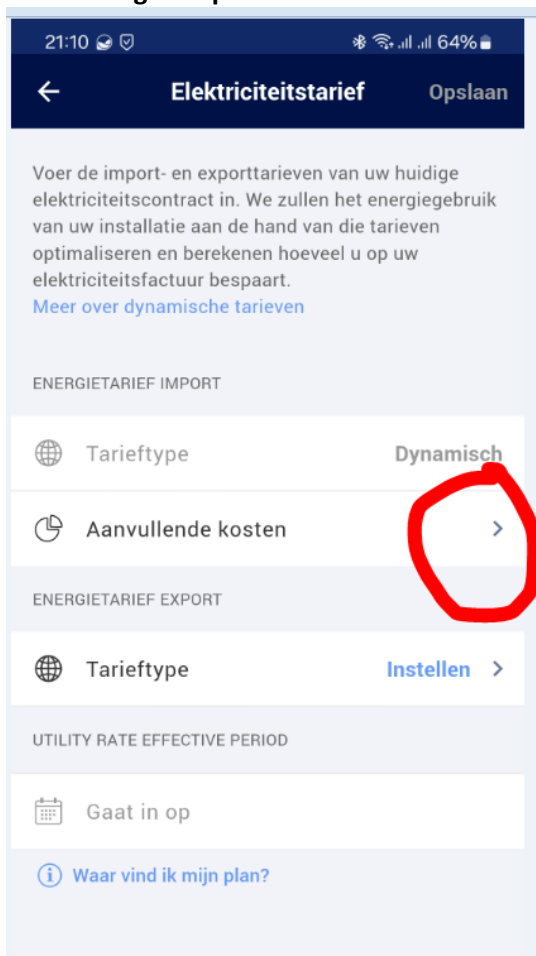 21:10 64%
Elektriciteitstarief Opslaan
Voer de import- en exporttarieven van uw huidige
elektriciteitscontract in. We zullen het energiegebruik
van uw installatie aan de hand van die tarieven
optimaliseren en berekenen hoeveel u op uw
elektriciteitsfactuur bespaart.
Meer over dynamische tarieven
ENERGIETARIEF IMPORT
Tarieftype Dynamisch
Aanvullende kosten
ENERGIETARIEF EXPORT
Tarieftype Instellen
UTILITY RATE EFFECTIVE PERIOD
Gaat in op
Waar vind ik mijn plan?